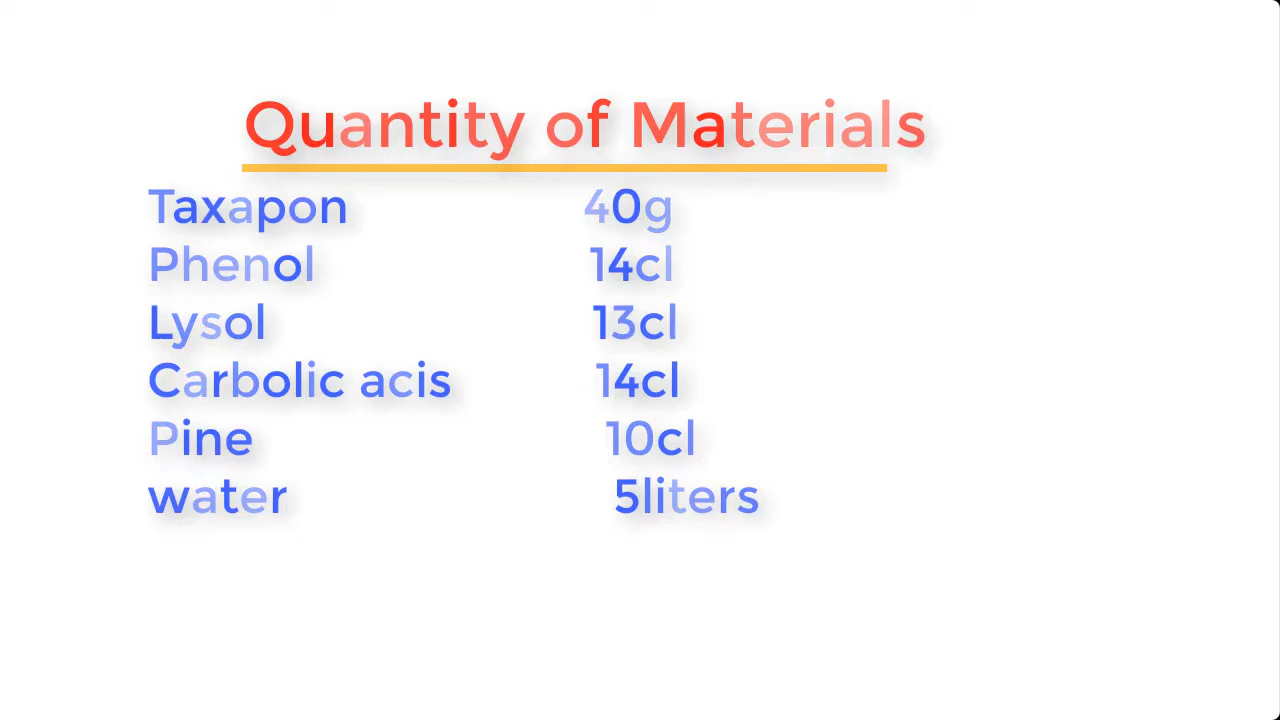 Quantity of Materials
Taxapon 40g
Phenol 14cl
Lysol 13cl
Carbolic acis 14cl
Pine 10cl
water 5liters